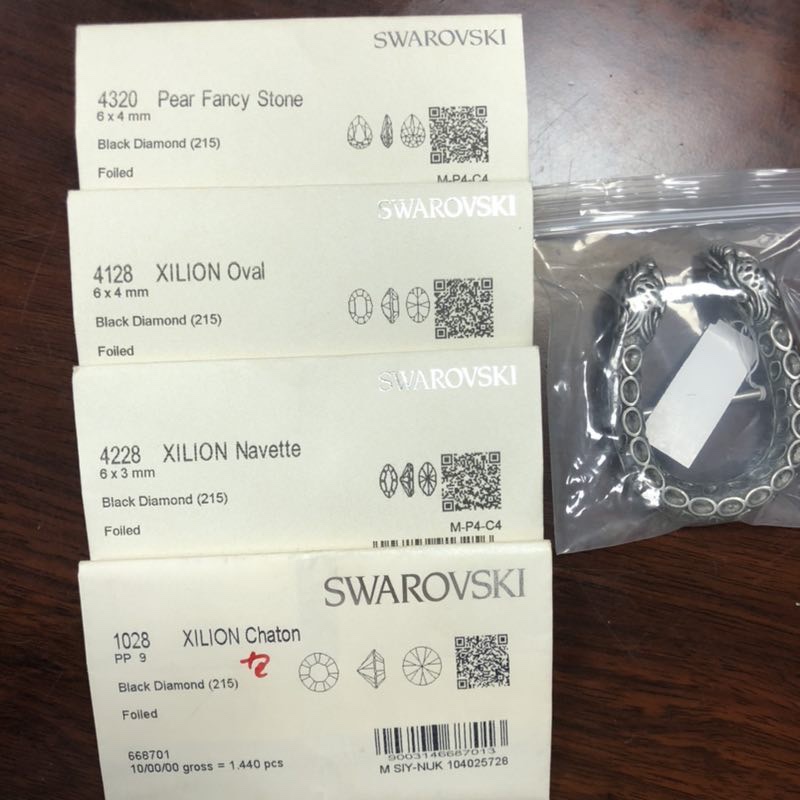 SWAROVSKI
4320 Pear Fancy Stone
6 x 4 mm
Black Diamond (215)
Foiled
M-P4-C4
SWAROVSKI
4128 XILION Oval
6 x 4 mm
Black Diamond (215)
Foiled
SWAROVSKI
4228 XILION Navette
6 x 3 mm
Black Diamond (215)
Foiled
M-P4-C4
SWAROVSKI
1028 XILION Chaton
PP 9
Black Diamond (215)
Foiled
668701
10/00/00 gross = 1,440 pcs
9003146687013
M SIY-NUK 104025728